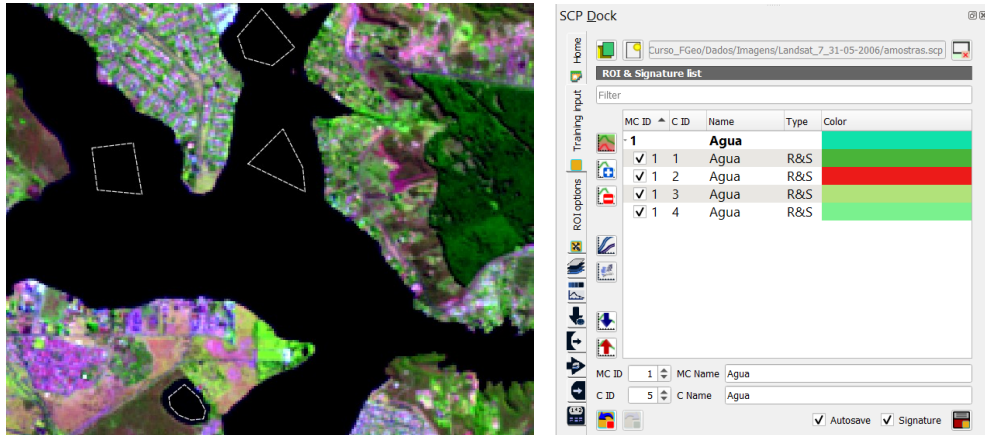 SCP Dock
Curso_FGeo/Dados/Imagens/Landsat_7_31-05-2006/amostras.scp
Home
Training input
ROI options
ROI & Signature list
Filter
MC ID C ID Name Type Color
1 Agua
1 1 Agua R&S
1 2 Agua R&S
1 3 Agua R&S
1 4 Agua R&S
MC ID 1 MC Name Agua
C ID 5 C Name Agua
Autosave Signature